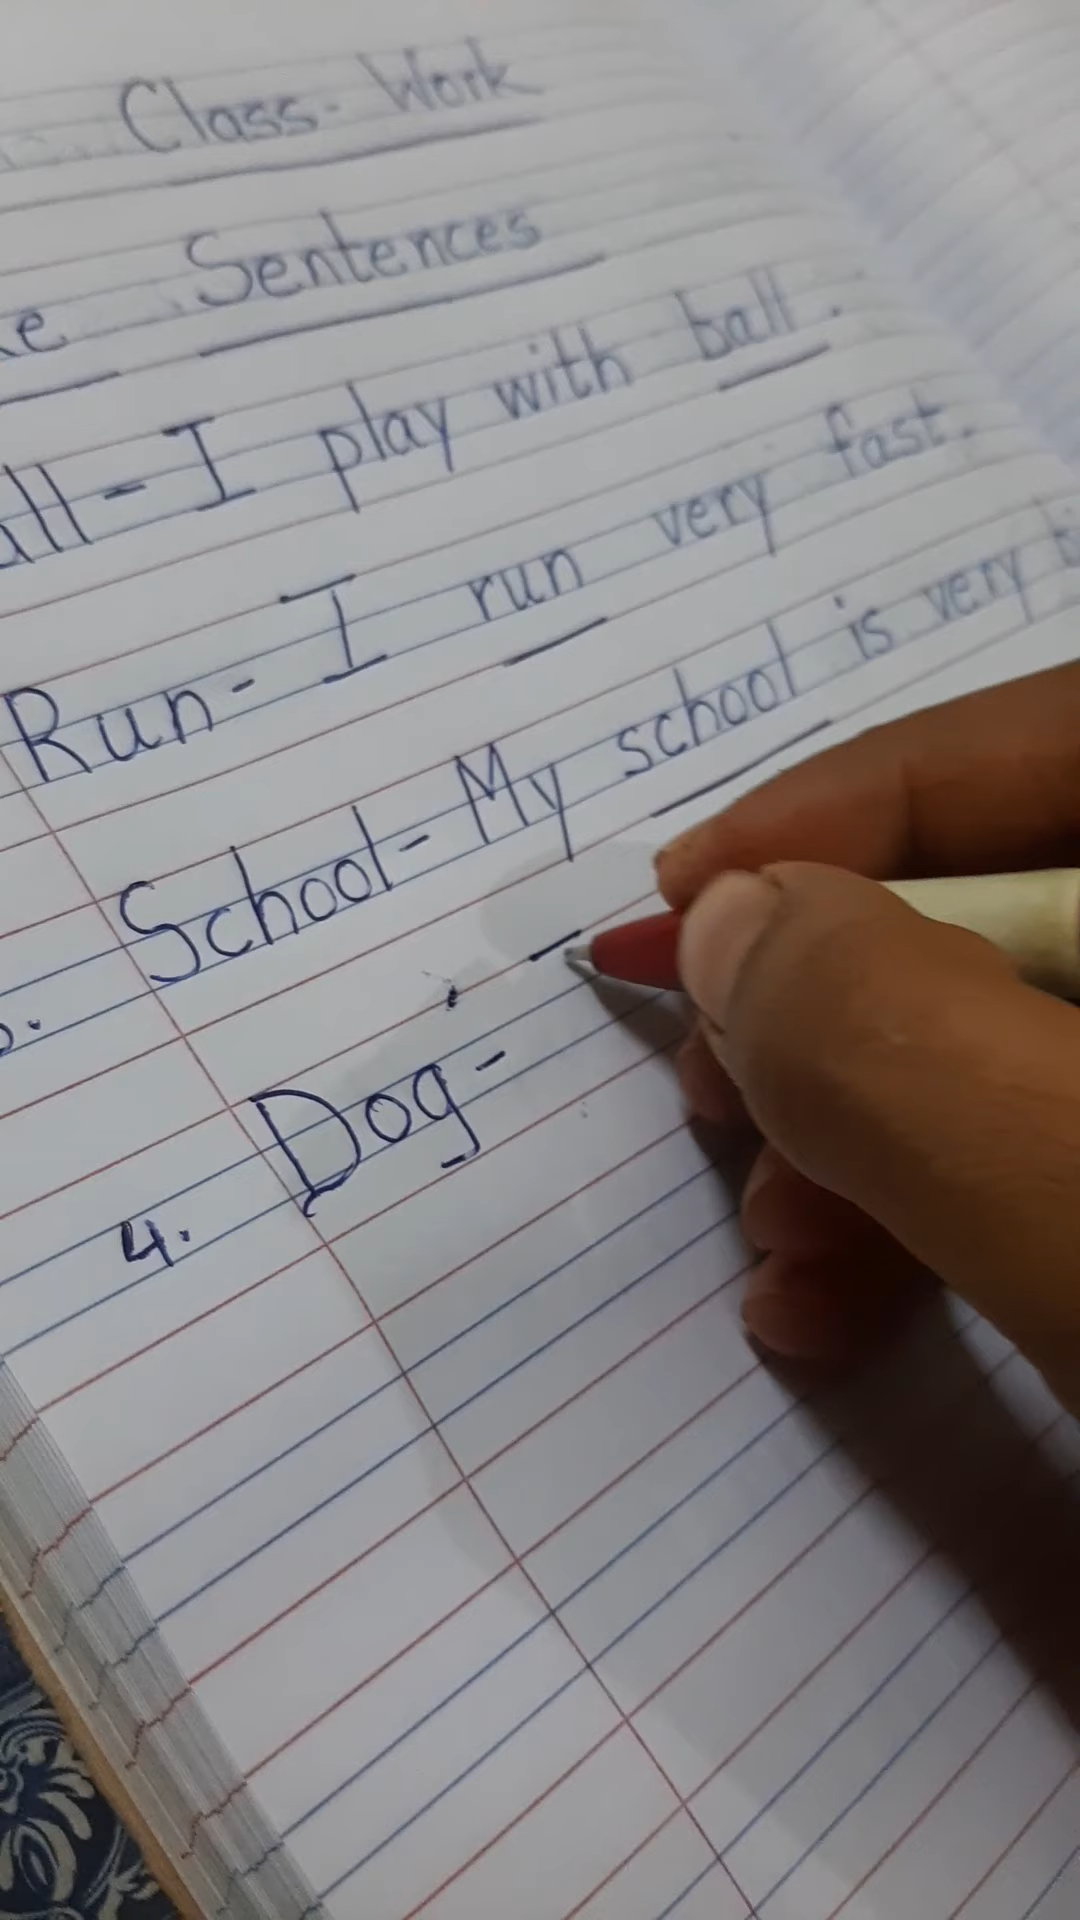 Class-Work
Sentences
I play with ball.
Run- I run very fast.
School- My school is very
4. Dog-